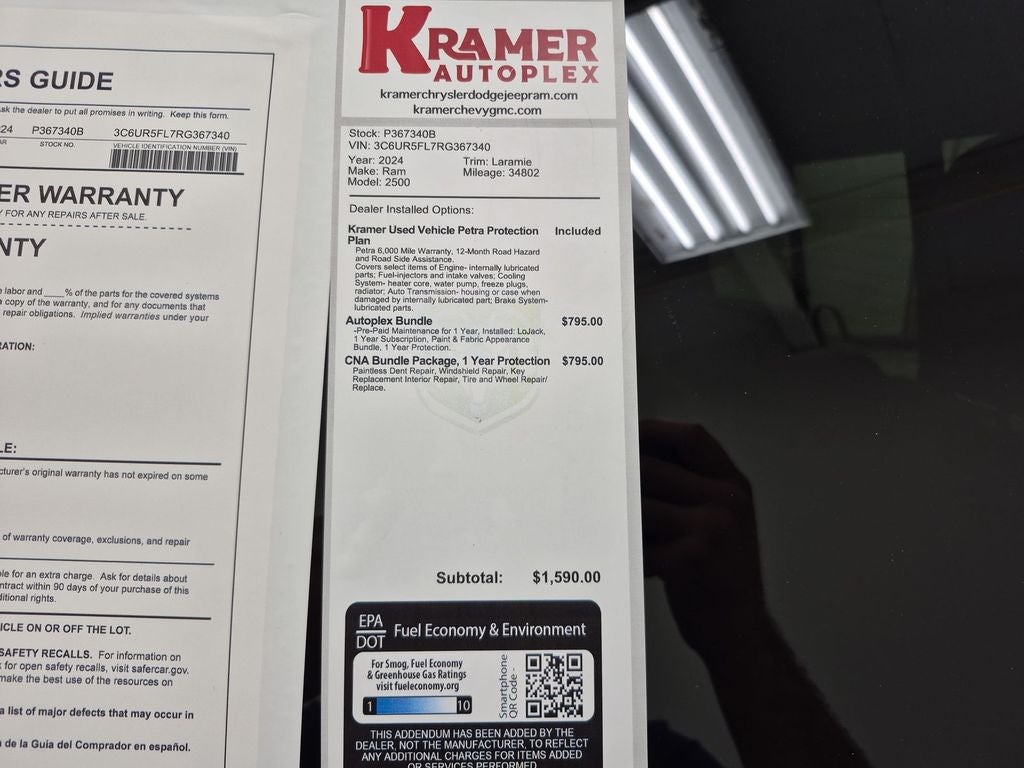 RS GUIDE
Ask the dealer to put all promises in writing. Keep this form.
24 P367340B 3C6UR5FL7RG367340
AR STOCK NO. VEHICLE IDENTIFICATION NUMBER (VIN)
ER WARRANTY
Y FOR ANY REPAIRS AFTER SALE.
NTY
labor and ____% of the parts for the covered systems
copy of the warranty, and for any documents that
repair obligations. Implied warranties under your
RATION:
LE:
cturer's original warranty has not expired on some
of warranty coverage, exclusions, and repair
ble for an extra charge. Ask for details about
ntract within 90 days of your purchase of this
ditional rights.
ICLE ON OR OFF THE LOT.
SAFETY RECALLS. For information on
for open safety recalls, visit safercar.gov.
make the best use of the resources on
a list of major defects that may occur in
de la Guía del Comprador en español.
KRAMER
AUTOPLEX
kramerchryslerdodgejeepram.com
kramerchevygmc.com
Stock: P367340B
VIN: 3C6UR5FL7RG367340
Year: 2024 Trim: Laramie
Make: Ram Mileage: 34802
Model: 2500
Dealer Installed Options:
Kramer Used Vehicle Petra Protection Included
Plan
Petra 6,000 Mile Warranty, 12-Month Road Hazard
and Road Side Assistance.
Covers select items of Engine- internally lubricated
parts; Fuel-injectors and intake valves; Cooling
System- heater core, water pump, freeze plugs,
radiator; Auto Transmission- housing or case when
damaged by internally lubricated part; Brake System-
lubricated parts.
Autoplex Bundle $795.00
-Pre-Paid Maintenance for 1 Year, Installed: LoJack,
1 Year Subscription, Paint & Fabric Appearance
Bundle, 1 Year Protection.
CNA Bundle Package, 1 Year Protection $795.00
Paintless Dent Repair, Windshield Repair, Key
Replacement Interior Repair, Tire and Wheel Repair/
Replace.
Subtotal: $1,590.00
EPA
DOT Fuel Economy & Environment
For Smog, Fuel Economy
& Greenhouse Gas Ratings
visit fueleconomy.org
1 10
Smartphone
QR Code -
THIS ADDENDUM HAS BEEN ADDED BY THE
DEALER, NOT THE MANUFACTURER, TO REFLECT
ANY ADDITIONAL CHARGES FOR ITEMS ADDED
OR SERVICES PERFORMED